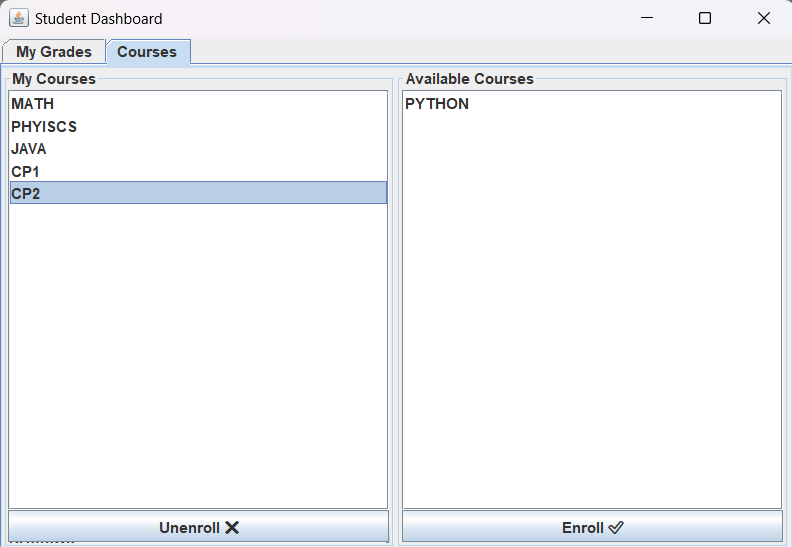 Student Dashboard
My Grades
Courses
My Courses
MATH
PHYISCS
JAVA
CP1
CP2
Unenroll ✕
Available Courses
PYTHON
Enroll ✓